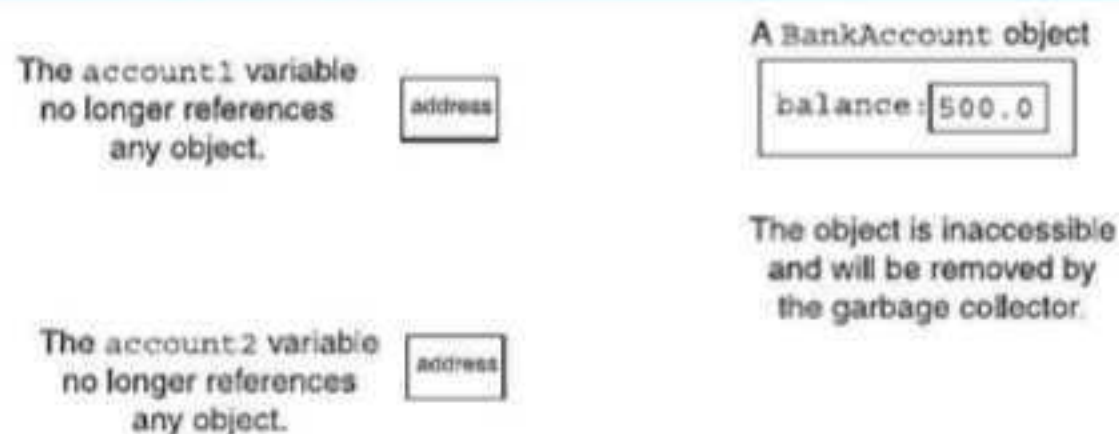 The account1 variable
no longer references
any object.
address
A BankAccount object
balance: 500.0
The object is inaccessible
and will be removed by
the garbage collector.
The account2 variable
no longer references
any object.
address